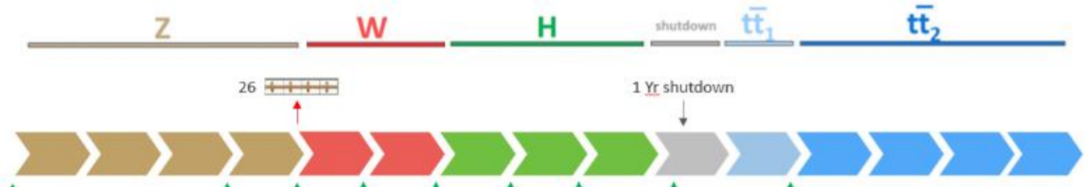 Z W H shutdown tt̅₁ tt̅₂
26 1 Yr shutdown